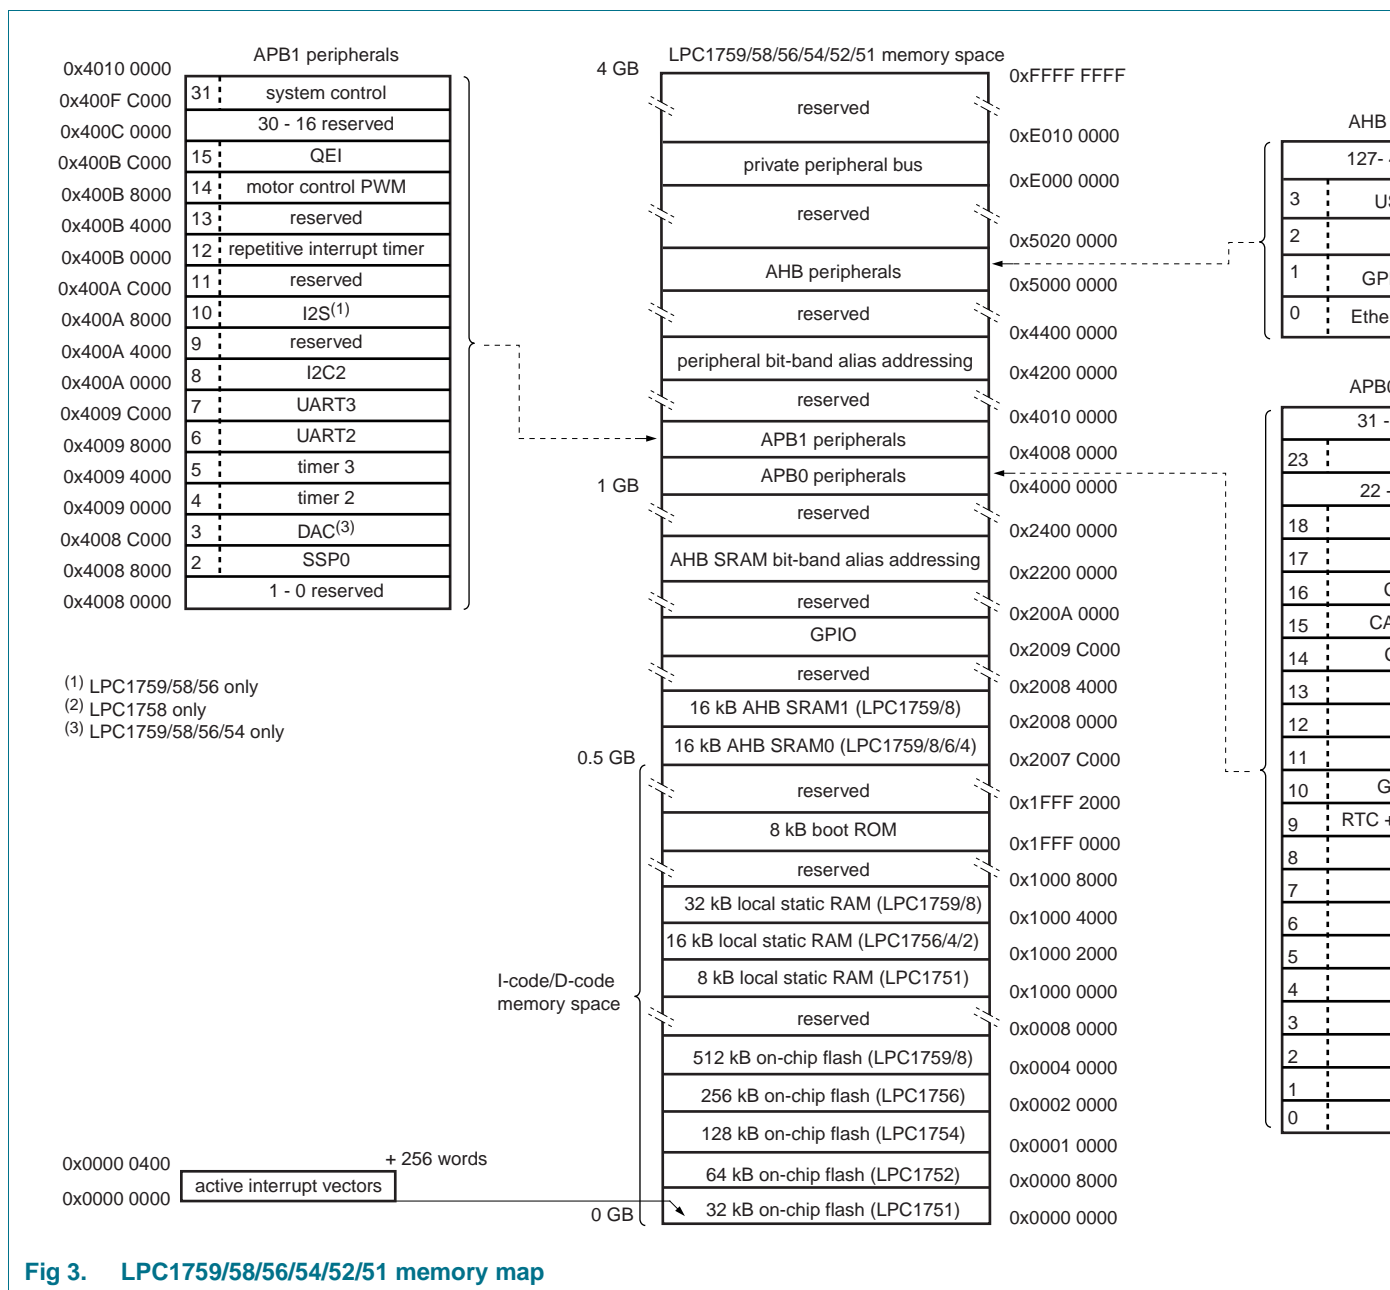 APB1 peripherals
0x4010 0000
31 system control
0x400F C000
30 - 16 reserved
0x400C 0000
15 QEI
0x400B C000
14 motor control PWM
0x400B 8000
13 reserved
0x400B 4000
12 repetitive interrupt timer
0x400B 0000
11 reserved
0x400A C000
10 I2S(1)
0x400A 8000
9 reserved
0x400A 4000
8 I2C2
0x400A 0000
7 UART3
0x4009 C000
6 UART2
0x4009 8000
5 timer 3
0x4009 4000
4 timer 2
0x4009 0000
3 DAC(3)
0x4008 C000
2 SSP0
0x4008 8000
1 - 0 reserved
0x4008 0000
(1) LPC1759/58/56 only
(2) LPC1758 only
(3) LPC1759/58/56/54 only
LPC1759/58/56/54/52/51 memory space
4 GB
0xFFFF FFFF
reserved
0xE010 0000
private peripheral bus
0xE000 0000
reserved
0x5020 0000
AHB peripherals
0x5000 0000
reserved
0x4400 0000
peripheral bit-band alias addressing
0x4200 0000
reserved
0x4010 0000
APB1 peripherals
0x4008 0000
APB0 peripherals
1 GB
0x4000 0000
reserved
0x2400 0000
AHB SRAM bit-band alias addressing
0x2200 0000
reserved
0x200A 0000
GPIO
0x2009 C000
reserved
0x2008 4000
16 kB AHB SRAM1 (LPC1759/8)
0x2008 0000
16 kB AHB SRAM0 (LPC1759/8/6/4)
0.5 GB
0x2007 C000
reserved
0x1FFF 2000
8 kB boot ROM
0x1FFF 0000
reserved
0x1000 8000
32 kB local static RAM (LPC1759/8)
0x1000 4000
16 kB local static RAM (LPC1756/4/2)
0x1000 2000
8 kB local static RAM (LPC1751)
0x1000 0000
I-code/D-code
memory space
reserved
0x0008 0000
512 kB on-chip flash (LPC1759/8)
0x0004 0000
256 kB on-chip flash (LPC1756)
0x0002 0000
128 kB on-chip flash (LPC1754)
0x0001 0000
64 kB on-chip flash (LPC1752)
0x0000 8000
32 kB on-chip flash (LPC1751)
0 GB
0x0000 0000
+ 256 words
0x0000 0400
active interrupt vectors
0x0000 0000
AHB
127-
3 US
2
1 GP
0 Ethe
APB0
31 -
23
22 -
18
17
16
15 CA
14
13
12
11
10 G
9 RTC +
8
7
6
5
4
3
2
1
0
Fig 3. LPC1759/58/56/54/52/51 memory map